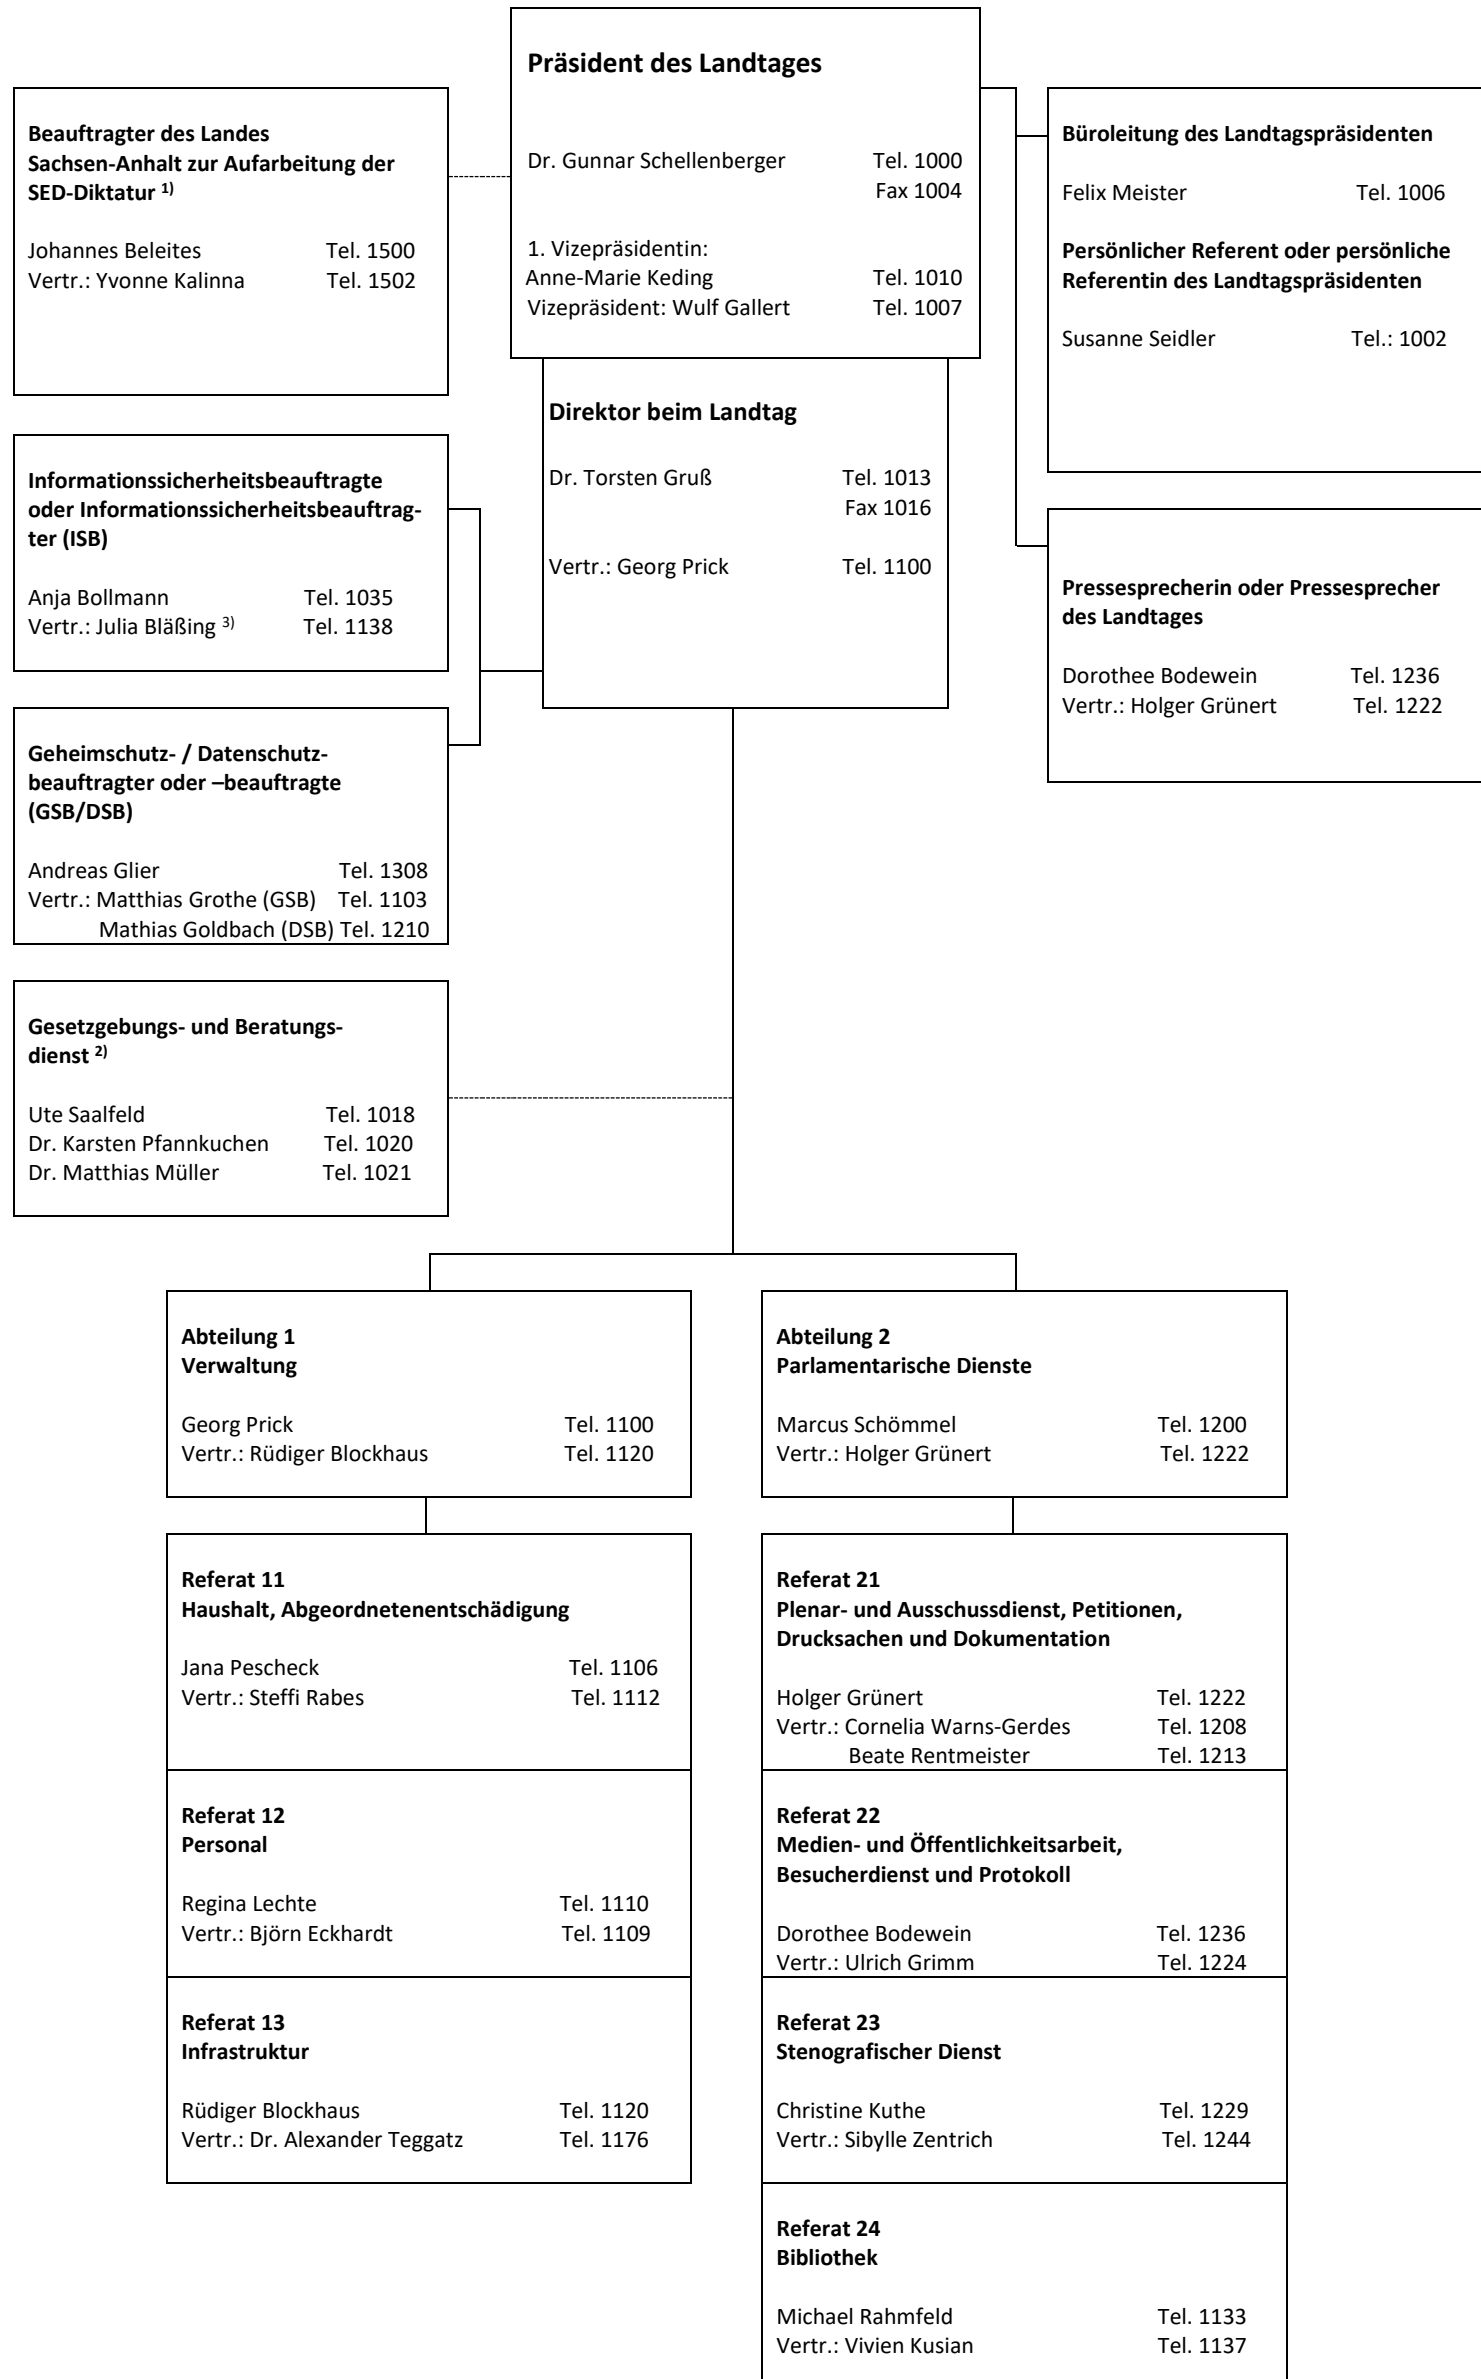 Präsident des Landtages
Dr. Gunnar Schellenberger Tel. 1000
Fax 1004
1. Vizepräsidentin:
Anne-Marie Keding Tel. 1010
Vizepräsident: Wulf Gallert Tel. 1007
Beauftragter des Landes
Sachsen-Anhalt zur Aufarbeitung der
SED-Diktatur 1)
Johannes Beleites Tel. 1500
Vertr.: Yvonne Kalinna Tel. 1502
Büroleitung des Landtagspräsidenten
Felix Meister Tel. 1006
Persönlicher Referent oder persönliche
Referentin des Landtagspräsidenten
Susanne Seidler Tel.: 1002
Direktor beim Landtag
Dr. Torsten Gruß Tel. 1013
Fax 1016
Vertr.: Georg Prick Tel. 1100
Informationssicherheitsbeauftragte
oder Informationssicherheitsbeauftrag-
ter (ISB)
Anja Bollmann Tel. 1035
Vertr.: Julia Bläßing 3) Tel. 1138
Pressesprecherin oder Pressesprecher
des Landtages
Dorothee Bodewein Tel. 1236
Vertr.: Holger Grünert Tel. 1222
Geheimschutz- / Datenschutz-
beauftragter oder –beauftragte
(GSB/DSB)
Andreas Glier Tel. 1308
Vertr.: Matthias Grothe (GSB) Tel. 1103
Mathias Goldbach (DSB) Tel. 1210
Gesetzgebungs- und Beratungs-
dienst 2)
Ute Saalfeld Tel. 1018
Dr. Karsten Pfannkuchen Tel. 1020
Dr. Matthias Müller Tel. 1021
Abteilung 1
Verwaltung
Georg Prick Tel. 1100
Vertr.: Rüdiger Blockhaus Tel. 1120
Referat 11
Haushalt, Abgeordnetenentschädigung
Jana Pescheck Tel. 1106
Vertr.: Steffi Rabes Tel. 1112
Referat 12
Personal
Regina Lechte Tel. 1110
Vertr.: Björn Eckhardt Tel. 1109
Referat 13
Infrastruktur
Rüdiger Blockhaus Tel. 1120
Vertr.: Dr. Alexander Teggatz Tel. 1176
Abteilung 2
Parlamentarische Dienste
Marcus Schömmel Tel. 1200
Vertr.: Holger Grünert Tel. 1222
Referat 21
Plenar- und Ausschussdienst, Petitionen,
Drucksachen und Dokumentation
Holger Grünert Tel. 1222
Vertr.: Cornelia Warns-Gerdes Tel. 1208
Beate Rentmeister Tel. 1213
Referat 22
Medien- und Öffentlichkeitsarbeit,
Besucherdienst und Protokoll
Dorothee Bodewein Tel. 1236
Vertr.: Ulrich Grimm Tel. 1224
Referat 23
Stenografischer Dienst
Christine Kuthe Tel. 1229
Vertr.: Sibylle Zentrich Tel. 1244
Referat 24
Bibliothek
Michael Rahmfeld Tel. 1133
Vertr.: Vivien Kusian Tel. 1137